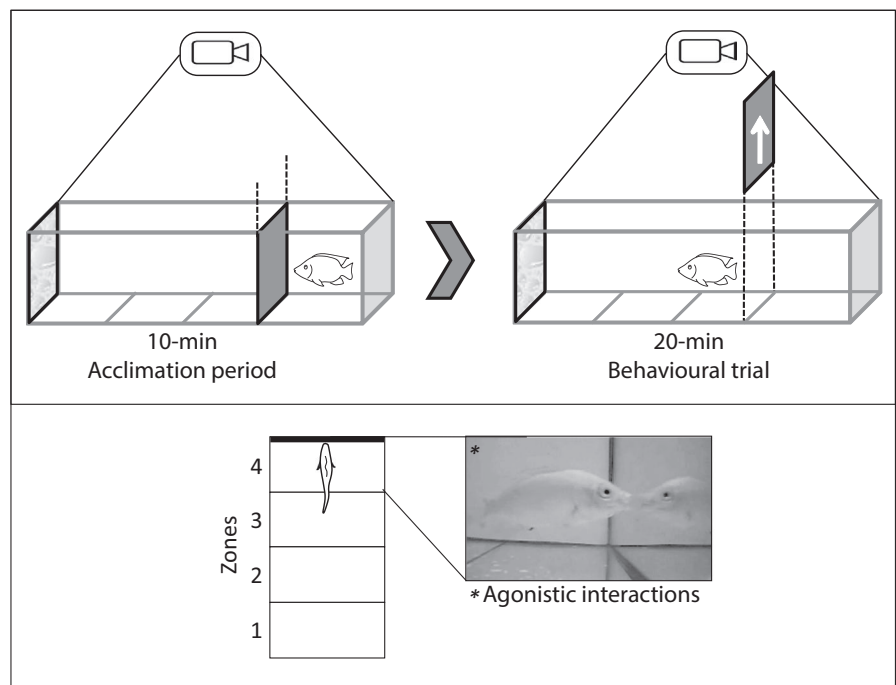 10-min
Acclimation period
20-min
Behavioural trial
Zones
4
3
2
1
*
* Agonistic interactions